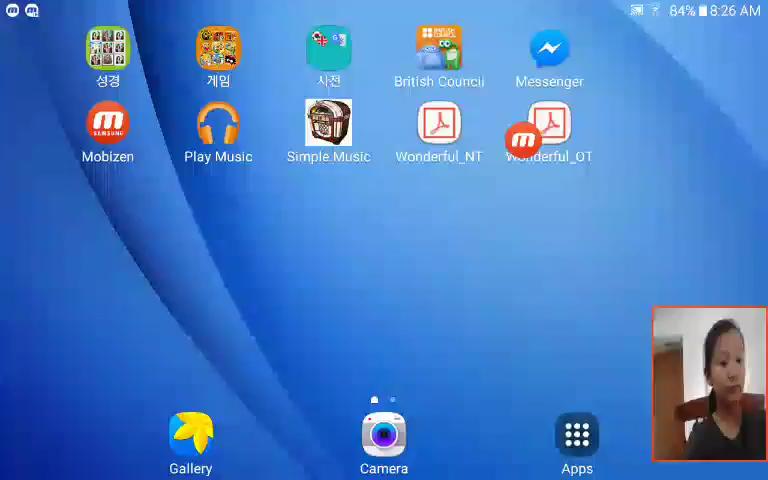 84% 8:26 AM
성경 게임 사전 British Council Messenger
SAMSUNG
Mobizen Play Music Simple Music Wonderful_NT Wonderful_OT
Gallery Camera Apps